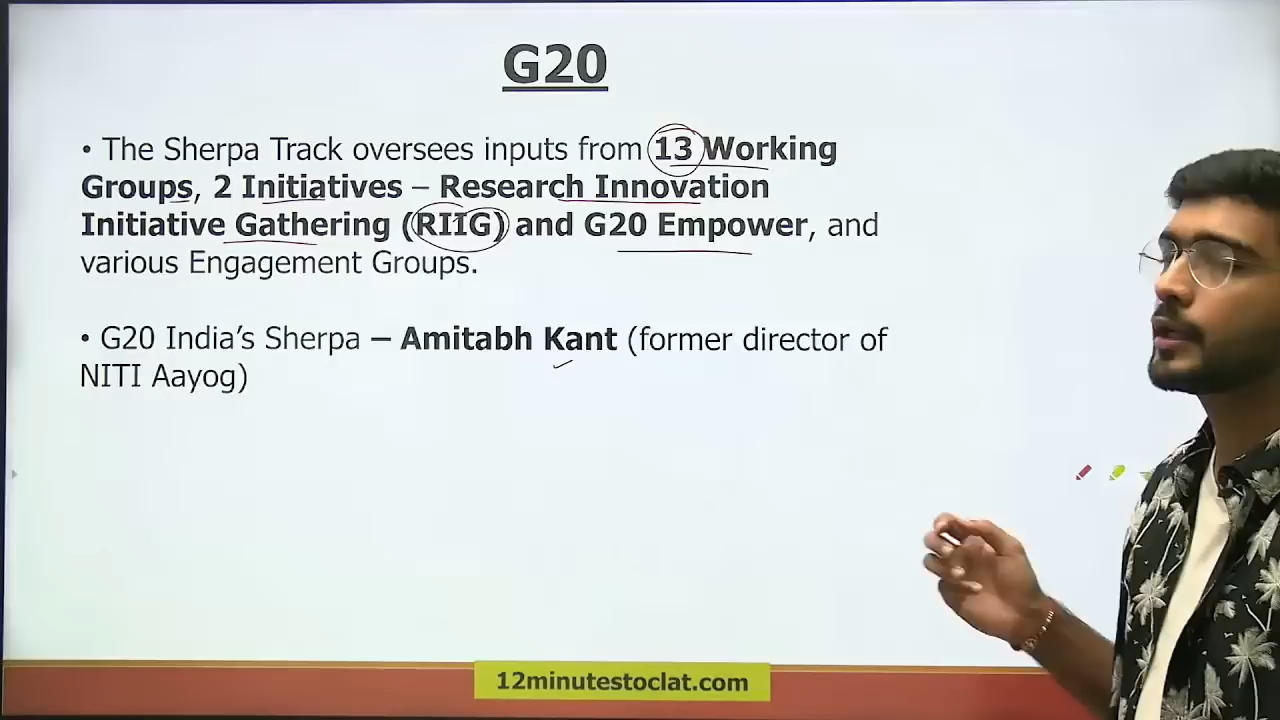 G20
• The Sherpa Track oversees inputs from 13 Working
Groups, 2 Initiatives – Research Innovation
Initiative Gathering (RIIG) and G20 Empower, and
various Engagement Groups.
• G20 India’s Sherpa – Amitabh Kant (former director of
NITI Aayog)
12minutestoclat.com